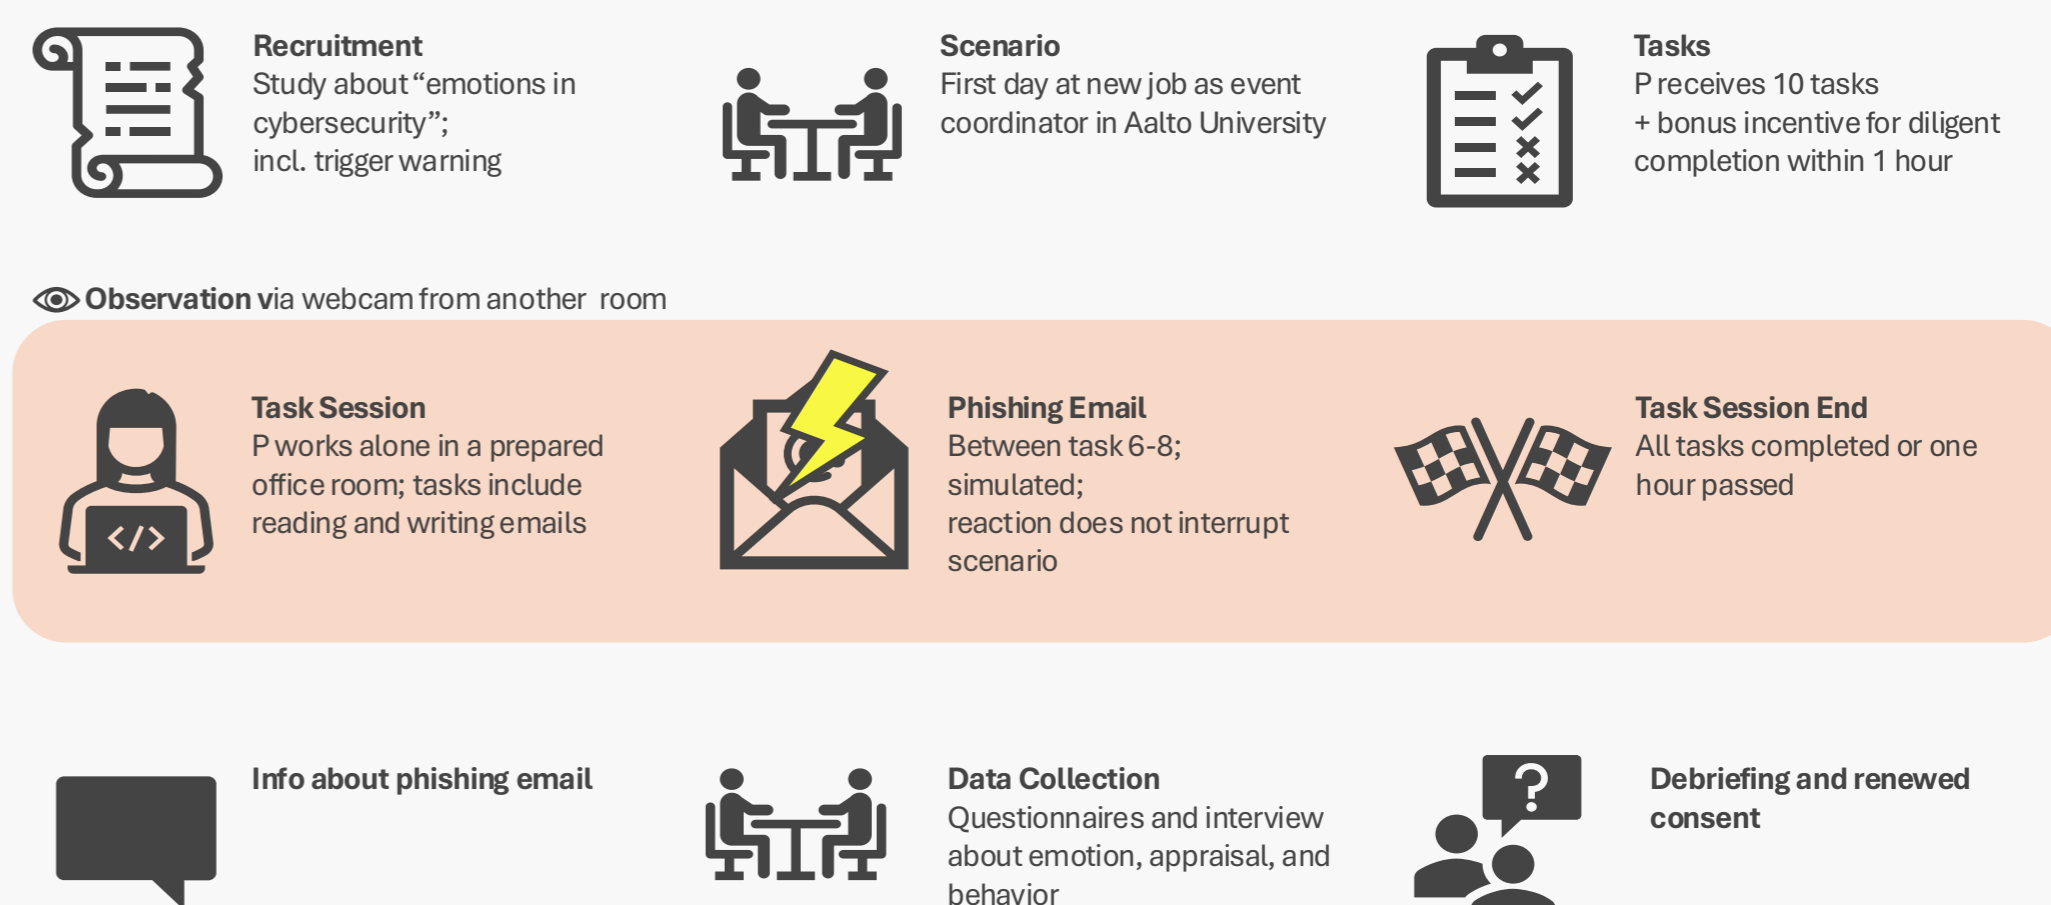 Recruitment
Study about “emotions in
cybersecurity”;
incl. trigger warning
Scenario
First day at new job as event
coordinator in Aalto University
Tasks
P receives 10 tasks
+ bonus incentive for diligent
completion within 1 hour
Observation via webcam from another room
Task Session
P works alone in a prepared
office room; tasks include
reading and writing emails
</>
Phishing Email
Between task 6-8;
simulated;
reaction does not interrupt
scenario
Task Session End
All tasks completed or one
hour passed
Info about phishing email
Data Collection
Questionnaires and interview
about emotion, appraisal, and
behavior
?
Debriefing and renewed
consent